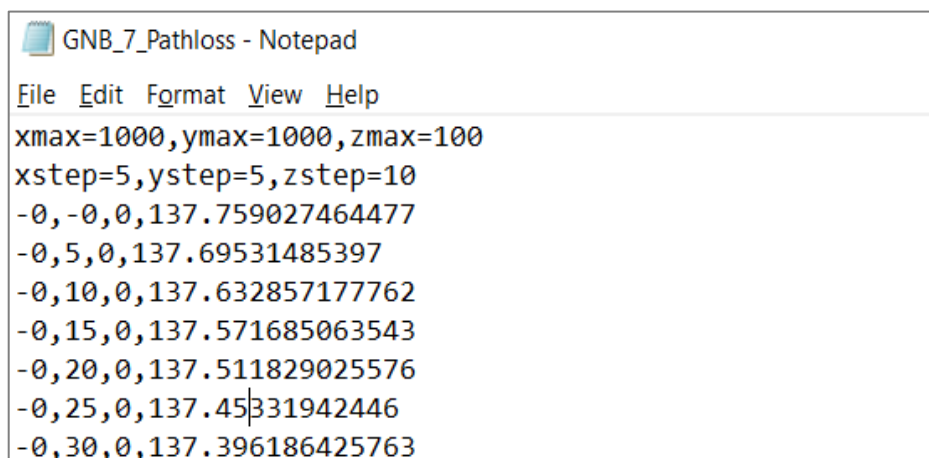 GNB_7_Pathloss - Notepad
File Edit Format View Help
xmax=1000,ymax=1000,zmax=100
xstep=5,ystep=5,zstep=10
-0,-0,0,137.759027464477
-0,5,0,137.69531485397
-0,10,0,137.632857177762
-0,15,0,137.571685063543
-0,20,0,137.511829025576
-0,25,0,137.45331942446
-0,30,0,137.396186425763